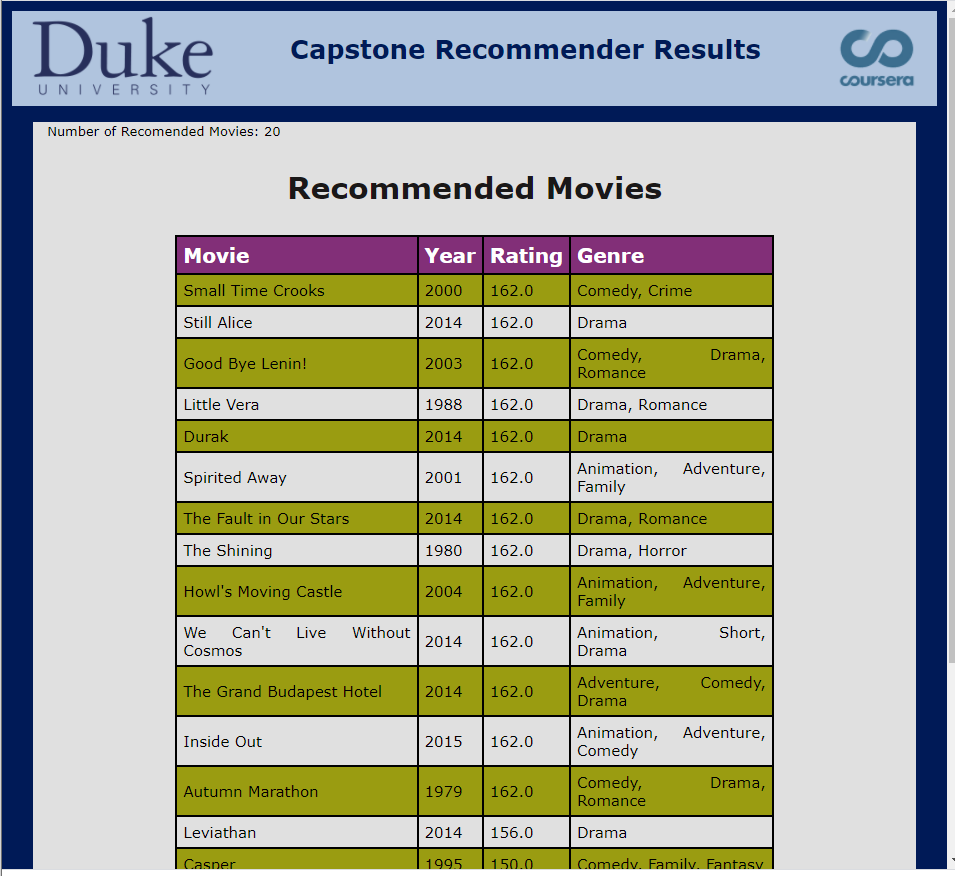 Duke
UNIVERSITY
Capstone Recommender Results
coursera
Number of Recomended Movies: 20
Recommended Movies
Movie Year Rating Genre
Small Time Crooks 2000 162.0 Comedy, Crime
Still Alice 2014 162.0 Drama
Good Bye Lenin! 2003 162.0 Comedy, Drama,
Romance
Little Vera 1988 162.0 Drama, Romance
Durak 2014 162.0 Drama
Spirited Away 2001 162.0 Animation, Adventure,
Family
The Fault in Our Stars 2014 162.0 Drama, Romance
The Shining 1980 162.0 Drama, Horror
Howl's Moving Castle 2004 162.0 Animation, Adventure,
Family
We Can't Live Without
Cosmos 2014 162.0 Animation, Short,
Drama
The Grand Budapest Hotel 2014 162.0 Adventure, Comedy,
Drama
Inside Out 2015 162.0 Animation, Adventure,
Comedy
Autumn Marathon 1979 162.0 Comedy, Drama,
Romance
Leviathan 2014 156.0 Drama
Casper 1995 150.0 Comedy, Family, Fantasy